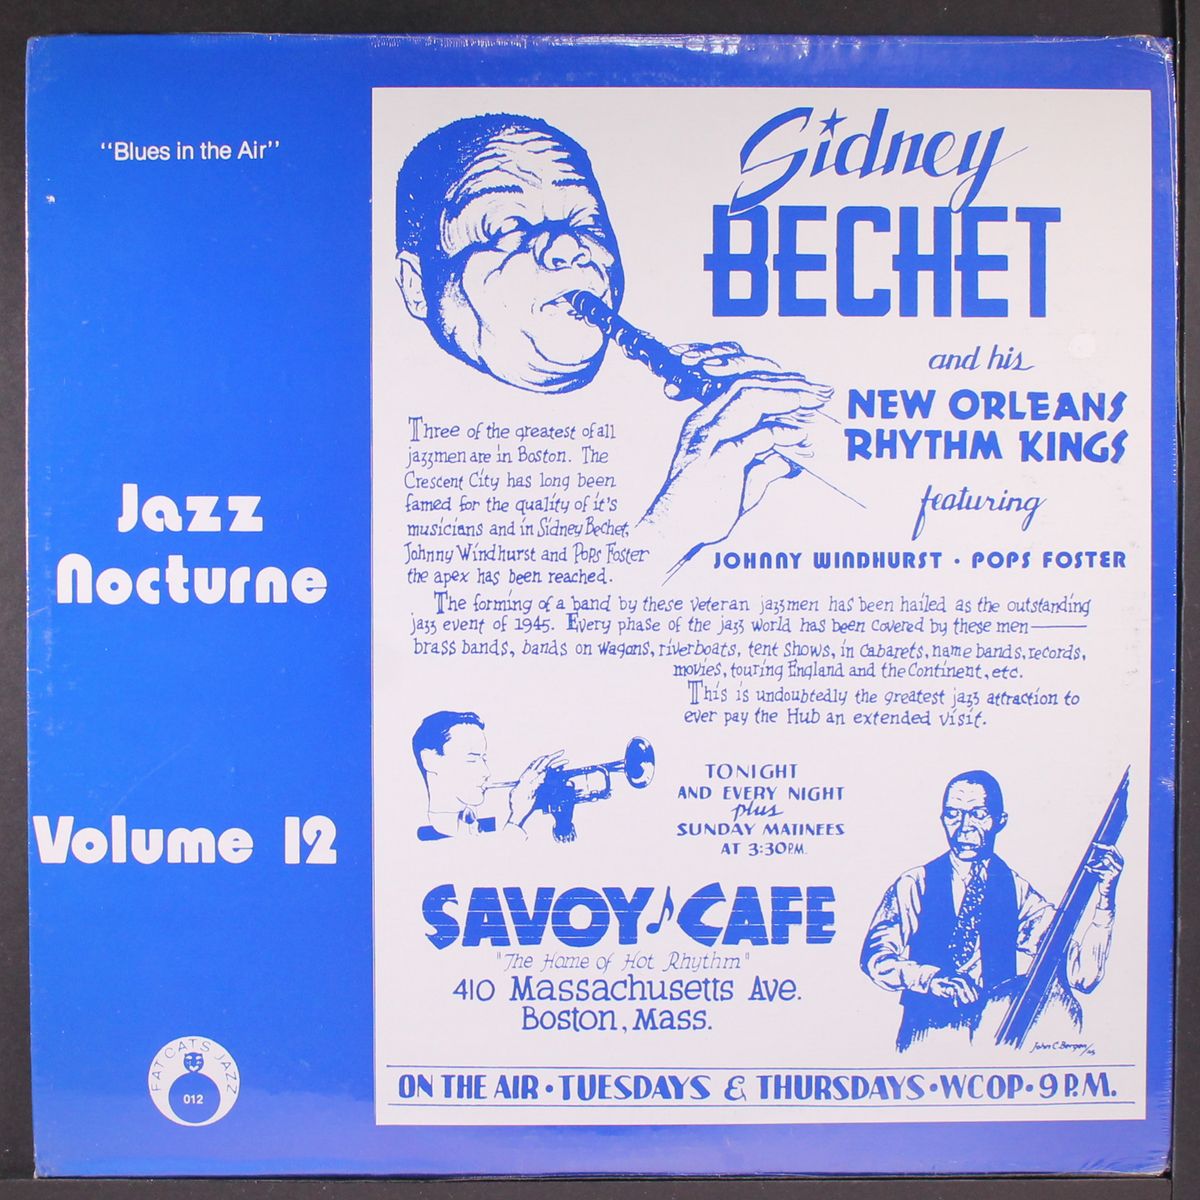 "Blues in the Air"
Jazz
Nocturne
Volume 12
FAT CATS JAZZ
012
Sidney
BECHET
and his
NEW ORLEANS
RHYTHM KINGS
featuring
JOHNNY WINDHURST · POPS FOSTER
Three of the greatest of all
jazzmen are in Boston. The
Crescent City has long been
famed for the quality of it's
musicians and in Sidney Bechet,
Johnny Windhurst and Pops Foster
the apex has been reached.
The forming of a band by these veteran jazzmen has been hailed as the outstanding
jazz event of 1945. Every phase of the jazz world has been covered by these men—
brass bands, bands on wagons, riverboats, tent shows, in cabarets, name bands, records,
movies, touring England and the Continent, etc.
This is undoubtedly the greatest jazz attraction to
ever pay the Hub an extended visit.
TONIGHT
AND EVERY NIGHT
plus
SUNDAY MATINEES
AT 3:30 P.M.
SAVOY CAFE
"The Home of Hot Rhythm"
410 Massachusetts Ave.
Boston, Mass.
John C. Bergen/45
ON THE AIR · TUESDAYS & THURSDAYS · WCOP · 9 P.M.